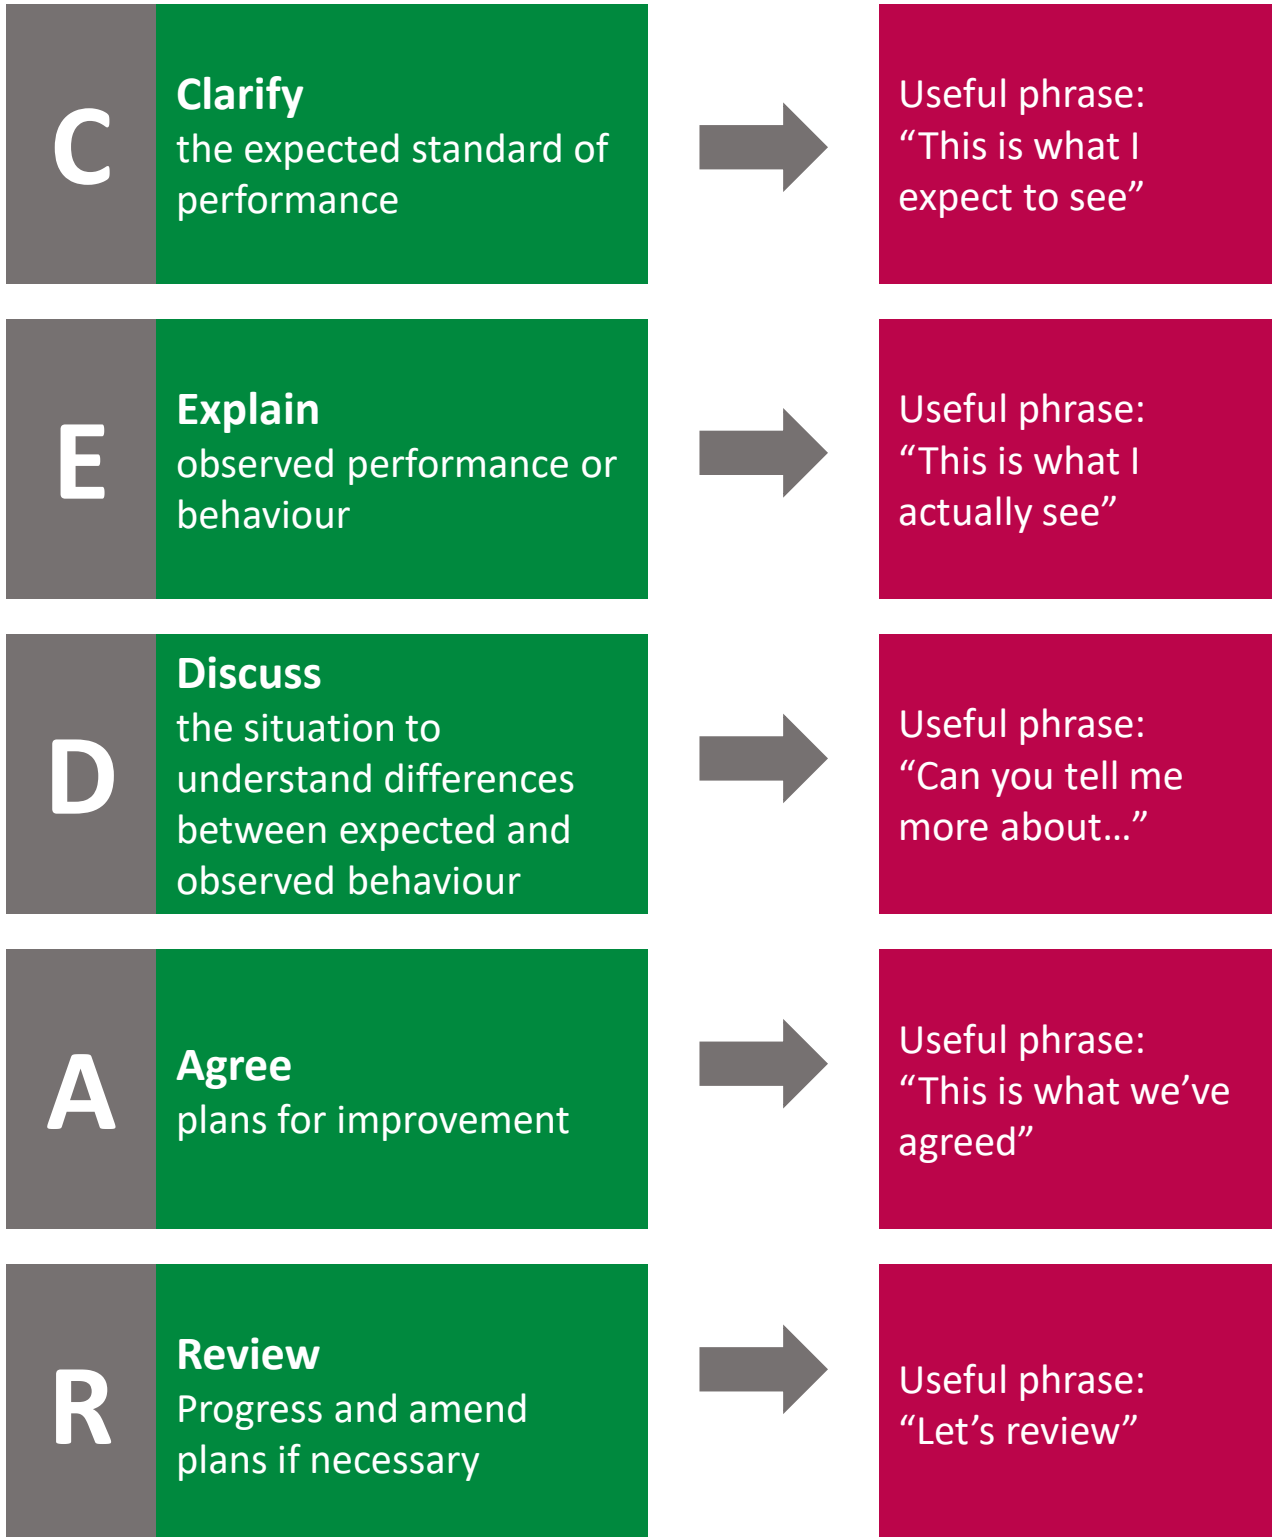 C
Clarify
the expected standard of
performance
Useful phrase:
“This is what I
expect to see”
E
Explain
observed performance or
behaviour
Useful phrase:
“This is what I
actually see”
D
Discuss
the situation to
understand differences
between expected and
observed behaviour
Useful phrase:
“Can you tell me
more about…”
A
Agree
plans for improvement
Useful phrase:
“This is what we’ve
agreed”
R
Review
Progress and amend
plans if necessary
Useful phrase:
“Let’s review”